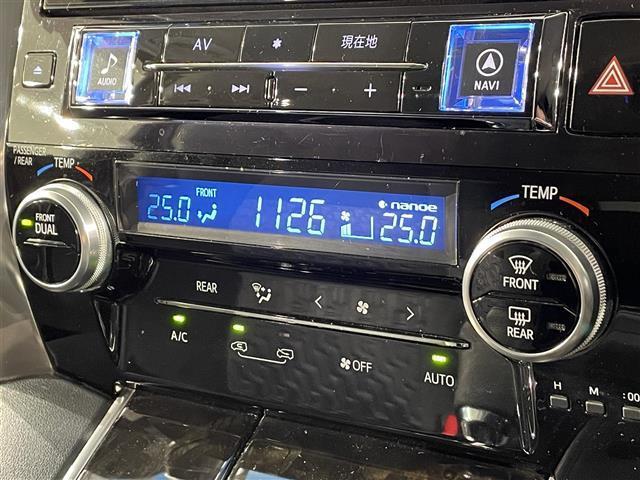 AV
*
現在地
AUDIO
NAVI
− +
PASSENGER
/REAR
TEMP
TEMP
FRONT
25.0 1126 25.0
nanoe
FRONT
DUAL
FRONT
REAR
REAR
A/C
OFF
AUTO
H M :00